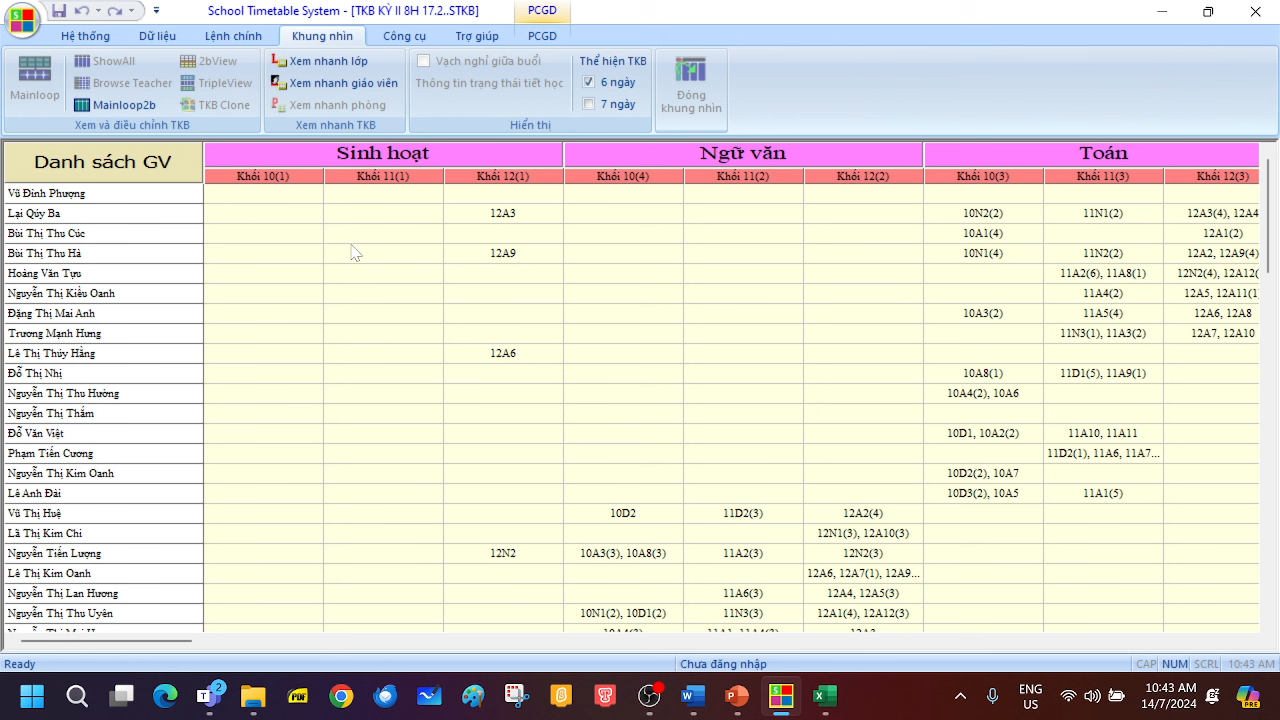 School Timetable System - [TKB KỲ II 8H 17.2..STKB]
PCGD
Hệ thống Dữ liệu Lệnh chính Khung nhìn Công cụ Trợ giúp PCGD
Mainloop
ShowAll
Browse Teacher
Mainloop2b
2bView
TripleView
TKB Clone
Xem và điều chỉnh TKB
Xem nhanh lớp
Xem nhanh giáo viên
Xem nhanh phòng
Xem nhanh TKB
Vạch nghỉ giữa buổi
Thông tin trạng thái tiết học
Thể hiện TKB
6 ngày
7 ngày
Hiển thị
Đóng
khung nhìn
Danh sách GV Sinh hoạt Ngữ văn Toán
Khối 10(1) Khối 11(1) Khối 12(1) Khối 10(4) Khối 11(2) Khối 12(2) Khối 10(3) Khối 11(3) Khối 12(3)
Vũ Đình Phượng
Lại Qúy Ba 12A3 10N2(2) 11N1(2) 12A3(4), 12A4
Bùi Thị Thu Cúc 10A1(4) 12A1(2)
Bùi Thị Thu Hà 12A9 10N1(4) 11N2(2) 12A2, 12A9(4)
Hoàng Văn Tựu 11A2(6), 11A8(1) 12N2(4), 12A12(
Nguyễn Thị Kiều Oanh 11A4(2) 12A5, 12A11(1
Đặng Thị Mai Anh 10A3(2) 11A5(4) 12A6, 12A8
Trương Mạnh Hưng 11N3(1), 11A3(2) 12A7, 12A10
Lê Thị Thúy Hằng 12A6
Đỗ Thị Nhị 10A8(1) 11D1(5), 11A9(1)
Nguyễn Thị Thu Hường 10A4(2), 10A6
Nguyễn Thị Thắm
Đỗ Văn Việt 10D1, 10A2(2) 11A10, 11A11
Phạm Tiến Cương 11D2(1), 11A6, 11A7...
Nguyễn Thị Kim Oanh 10D2(2), 10A7
Lê Anh Đài 10D3(2), 10A5 11A1(5)
Vũ Thị Huệ 10D2 11D2(3) 12A2(4)
Lã Thị Kim Chi 12N1(3), 12A10(3)
Nguyễn Tiến Lượng 12N2 10A3(3), 10A8(3) 11A2(3) 12N2(3)
Lê Thị Kim Oanh 12A6, 12A7(1), 12A9...
Nguyễn Thị Lan Hương 11A6(3) 12A4, 12A5(3)
Nguyễn Thị Thu Uyên 10N1(2), 10D1(2) 11N3(3) 12A1(4), 12A12(3)
Ready Chưa đăng nhập CAP NUM SCRL 10:43 AM
2
ENG
US
10:43 AM
14/7/2024